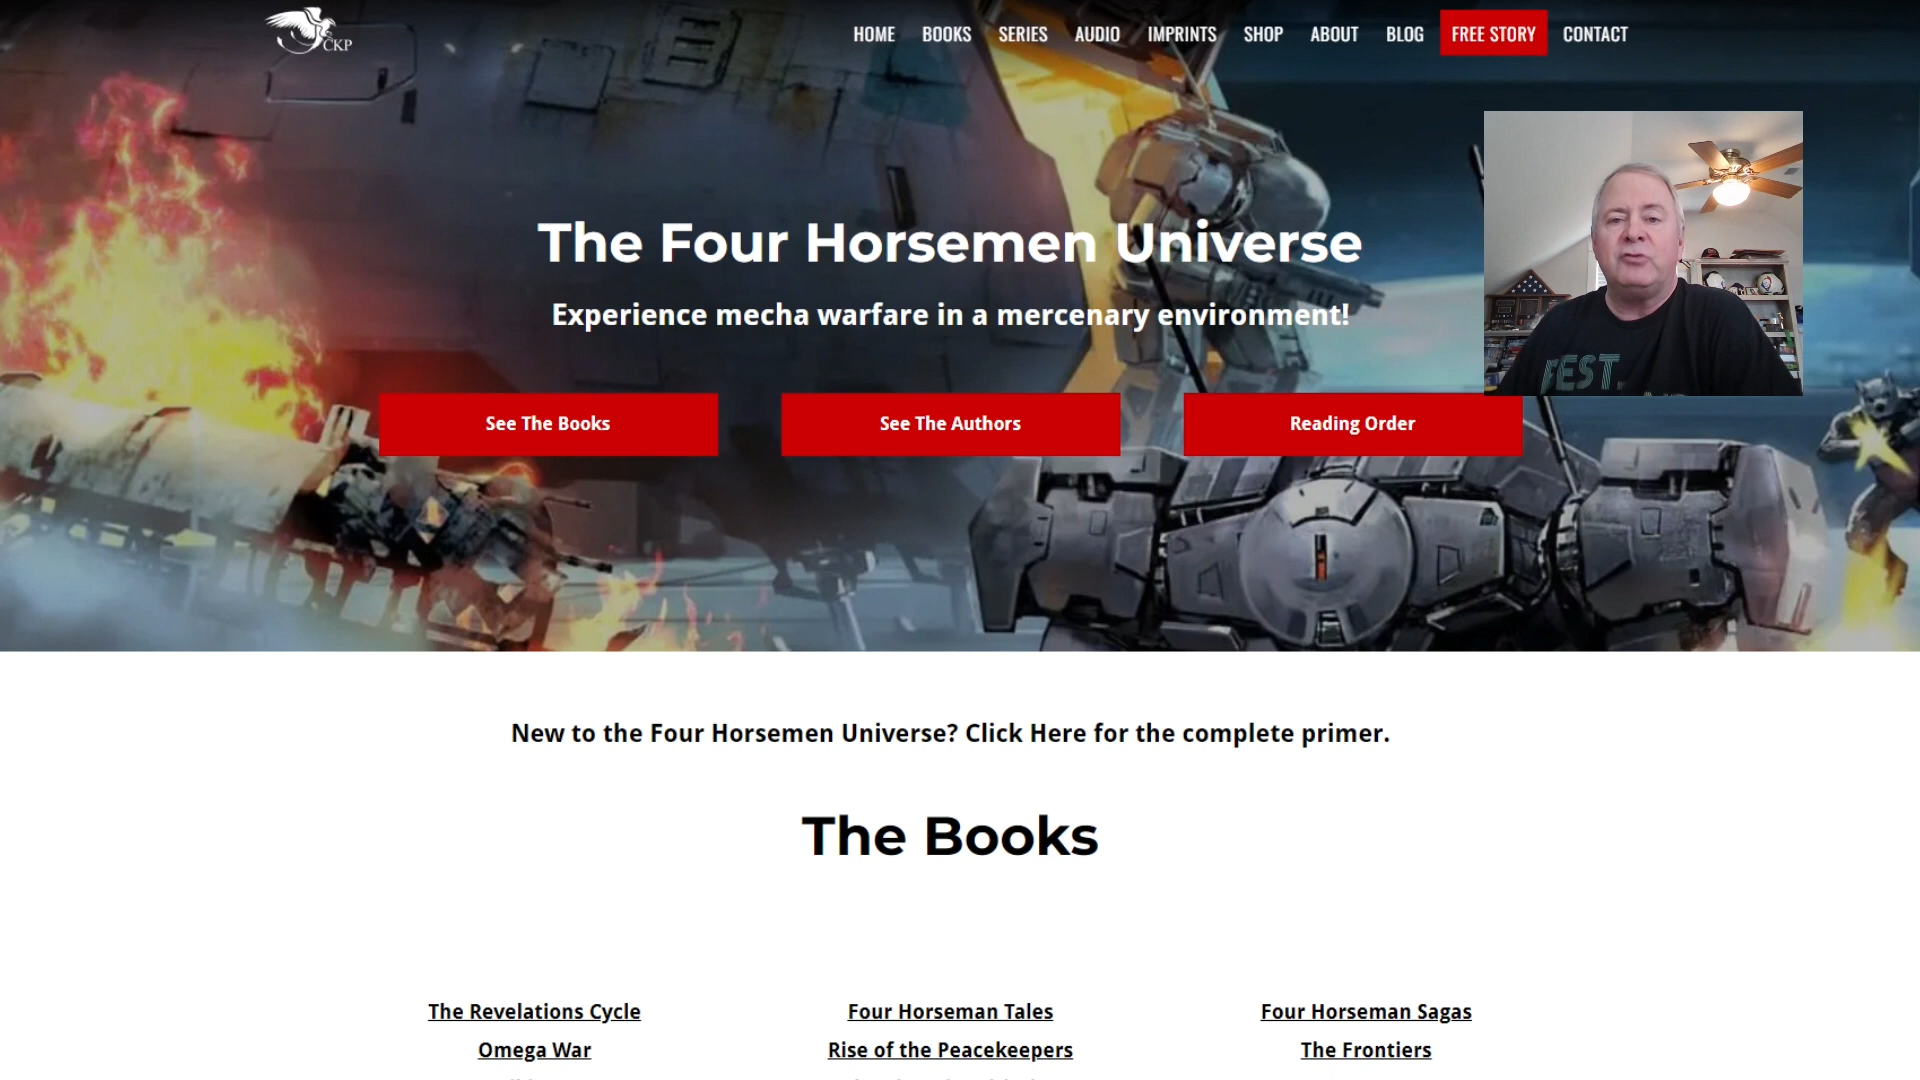 CKP
HOME BOOKS SERIES AUDIO IMPRINTS SHOP ABOUT BLOG FREE STORY CONTACT
The Four Horsemen Universe
Experience mecha warfare in a mercenary environment!
BEST.
See The Books See The Authors Reading Order
New to the Four Horsemen Universe? Click Here for the complete primer.
The Books
The Revelations Cycle Four Horseman Tales Four Horseman Sagas
Omega War Rise of the Peacekeepers The Frontiers